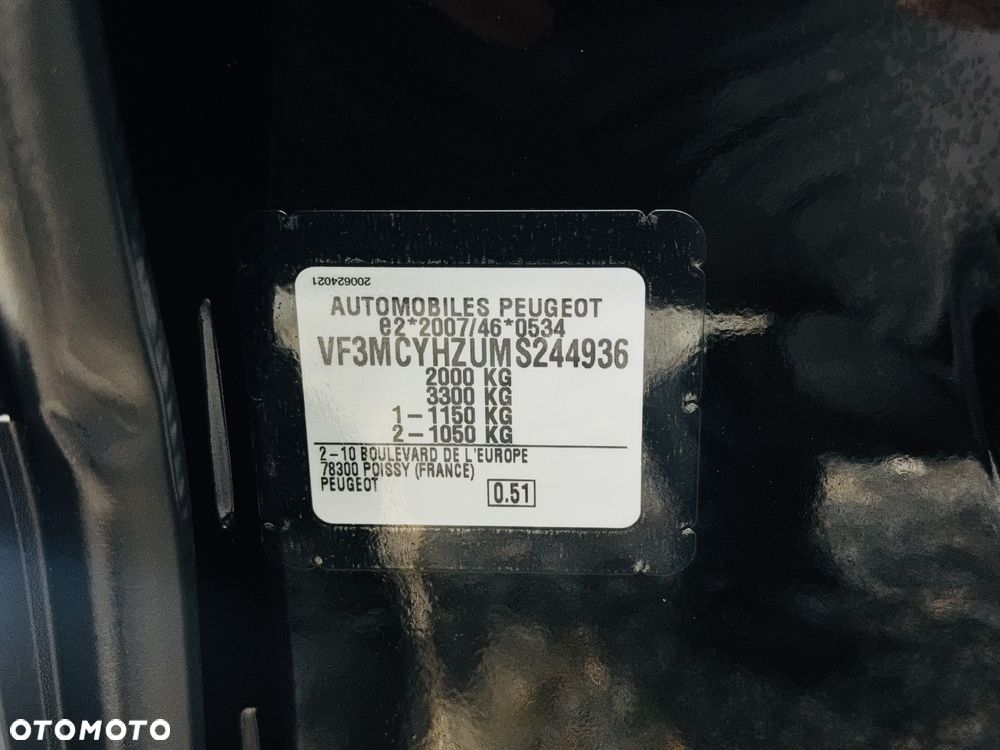 200624021
AUTOMOBILES PEUGEOT
e2*2007/46*0534
VF3MCYHZUMS244936
2000 KG
3300 KG
1 – 1150 KG
2 – 1050 KG
2 – 10 BOULEVARD DE L'EUROPE
78300 POISSY (FRANCE)
PEUGEOT
0.51
OTOMOTO